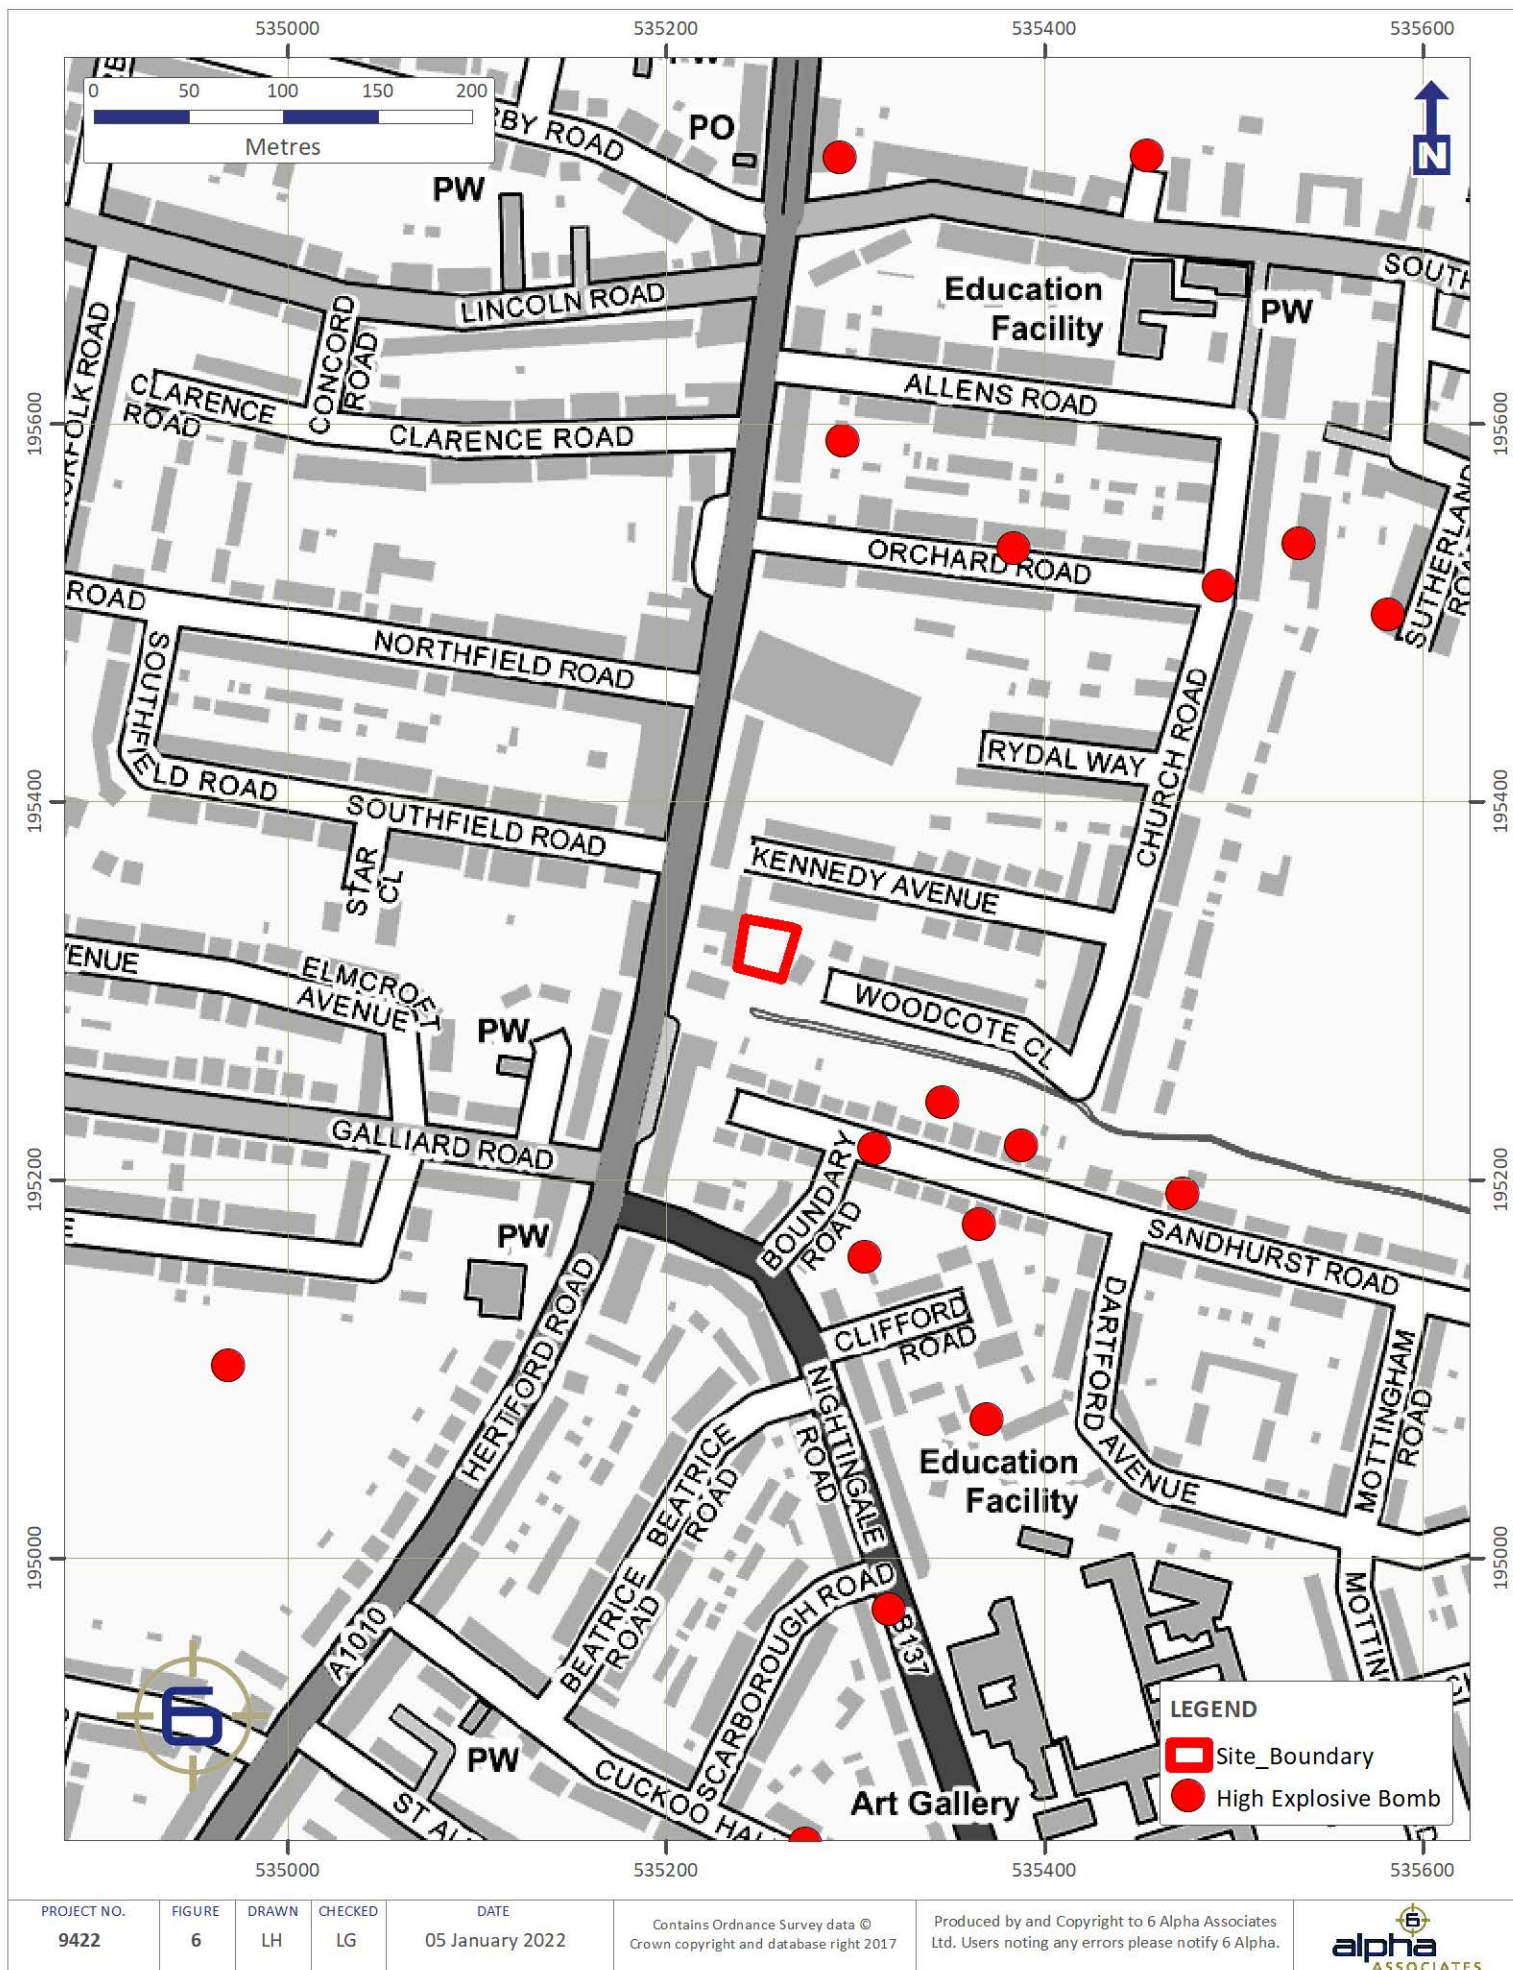 535000
535200
535400
535600
0
50
100
150
200
Metres
RBY ROAD
PO
N
PW
LINCOLN ROAD
Education
Facility
PW
SOUTH
NORFOLK ROAD
CONCORD
ROAD
CLARENCE
ROAD
CLARENCE ROAD
ALLENS ROAD
195600
195600
SUTHERLAND
ROA
ORCHARD ROAD
ROAD
NORTHFIELD ROAD
SOUTHFIELD ROAD
CHURCH ROAD
RYDAL WAY
195400
195400
SOUTHFIELD ROAD
STAR
CL
KENNEDY AVENUE
VENUE
ELMCROFT
AVENUE
WOODCOTE CL
PW
GALLIARD ROAD
BOUNDARY
ROAD
195200
195200
PW
SANDHURST ROAD
HERTFORD ROAD
CLIFFORD
ROAD
DARTFORD AVENUE
MOTTINGHAM
ROAD
NIGHTINGALE
ROAD
BEATRICE
ROAD
Education
Facility
195000
195000
BEATRICE
ROAD
SCARBOROUGH ROAD
MOTTIN
A1010
B137
6
PW
CUCKOO HAL
ST AL
Art Gallery
LEGEND
Site_Boundary
High Explosive Bomb
535000
535200
535400
535600
PROJECT NO.
9422
FIGURE
6
DRAWN
LH
CHECKED
LG
DATE
05 January 2022
Contains Ordnance Survey data ©
Crown copyright and database right 2017
Produced by and Copyright to 6 Alpha Associates
Ltd. Users noting any errors please notify 6 Alpha.
6
alpha
ASSOCIATES